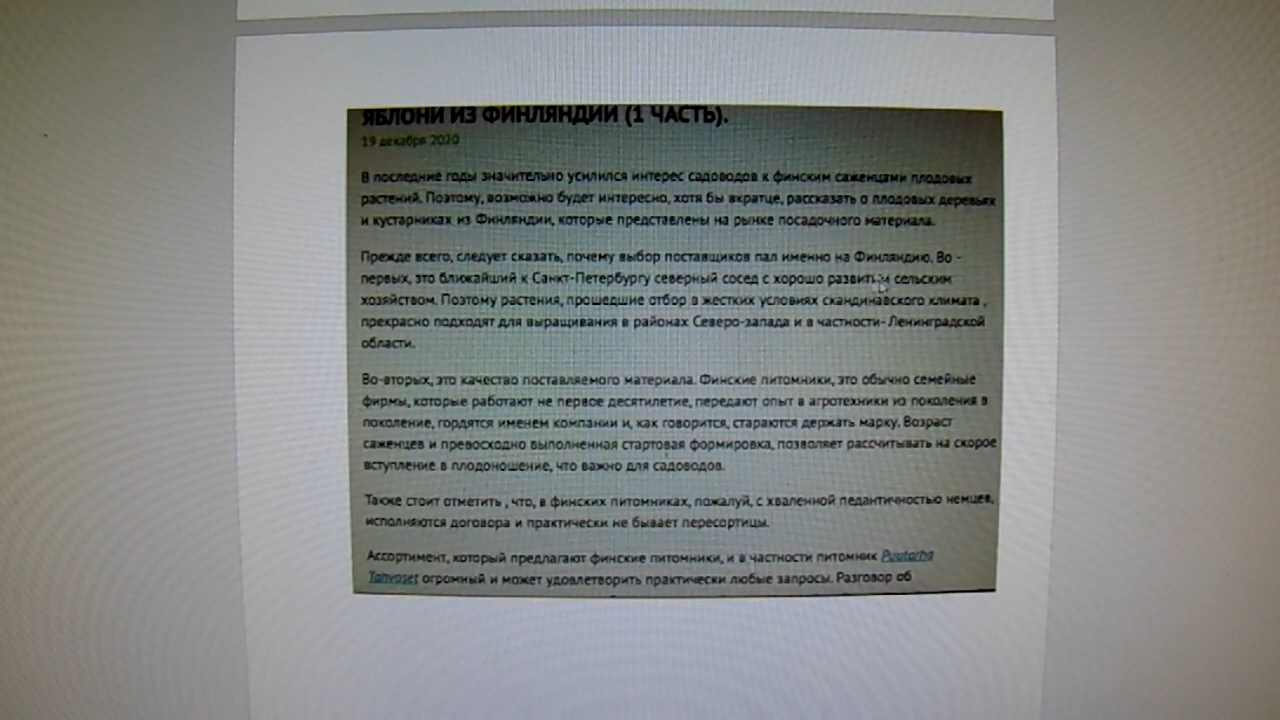 ЯБЛОНИ ИЗ ФИНЛЯНДИИ (1 ЧАСТЬ).
19 декабря 2020
В последние годы значительно усилился интерес садоводов к финским саженцами плодовых
растений. Поэтому, возможно будет интересно, хотя бы вкратце, рассказать о плодовых деревьях
и кустарниках из Финляндии, которые представлены на рынке посадочного материала.
Прежде всего, следует сказать, почему выбор поставщиков пал именно на Финляндию. Во -
первых, это ближайший к Санкт-Петербургу северный сосед с хорошо развитым сельским
хозяйством. Поэтому растения, прошедшие отбор в жестких условиях скандинавского климата ,
прекрасно подходят для выращивания в районах Северо-запада и в частности- Ленинградской
области.
Во-вторых, это качество поставляемого материала. Финские питомники, это обычно семейные
фирмы, которые работают не первое десятилетие, передают опыт в агротехники из поколения в
поколение, гордятся именем компании и, как говорится, стараются держать марку. Возраст
саженцев и превосходно выполненная стартовая формировка, позволяет рассчитывать на скорое
вступление в плодоношение, что важно для садоводов.
Также стоит отметить , что, в финских питомниках, пожалуй, с хваленной педантичностью немцев,
исполняются договора и практически не бывает пересортицы.
Ассортимент, который предлагают финские питомники, и в частности питомник Puutarha
Tahvoset огромный и может удовлетворить практически любые запросы. Разговор об